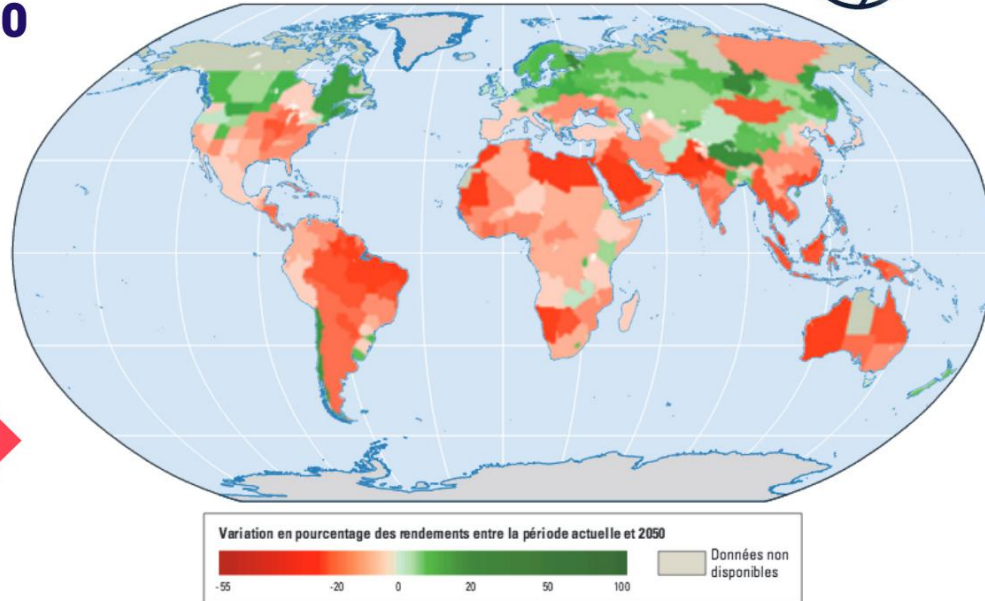 0
Variation en pourcentage des rendements entre la période actuelle et 2050
-55 -20 0 20 50 100
Données non
disponibles